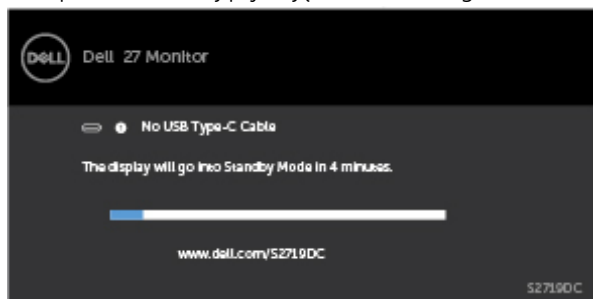 DELL
Dell 27 Monitor
No USB Type-C Cable
The display will go into Standby Mode in 4 minutes.
www.dell.com/S2719DC
S2719DC